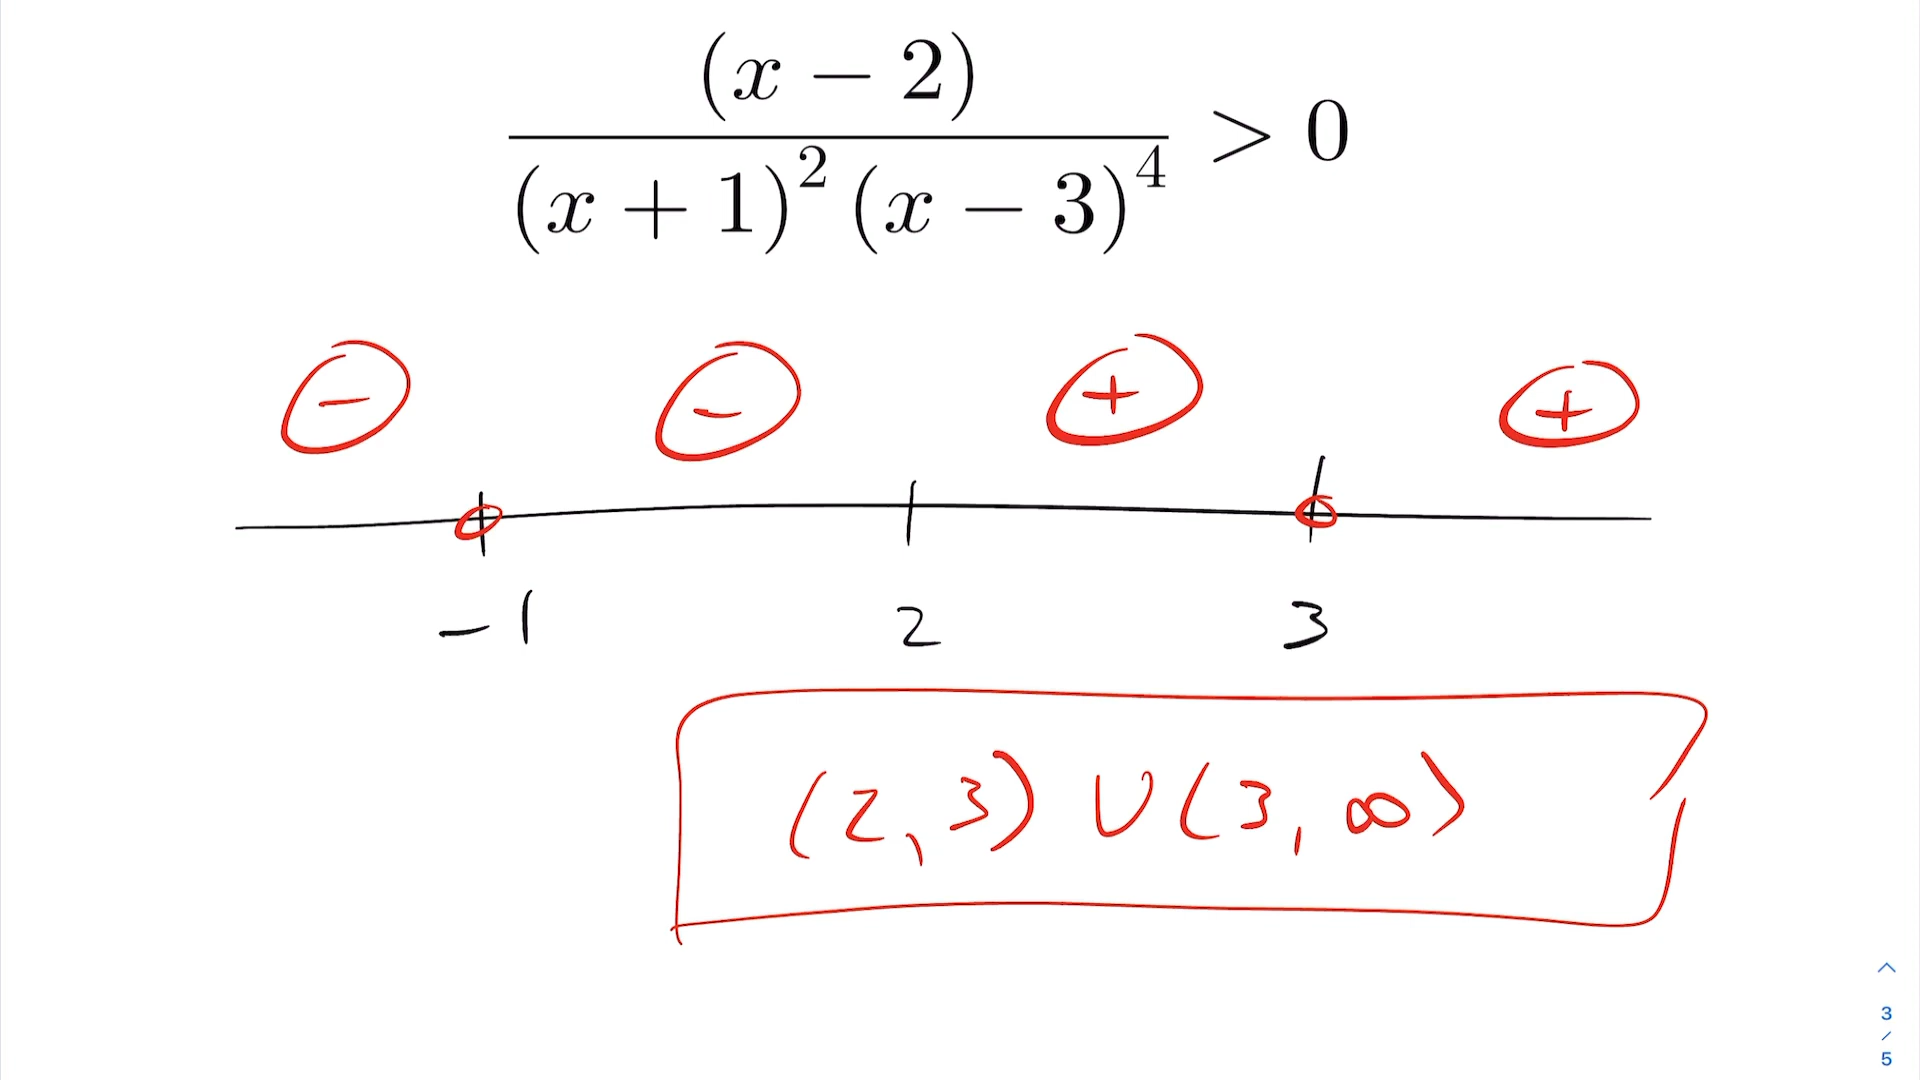 (x − 2)
(x + 1)² (x − 3)⁴ > 0
− − + +
−1 2 3
(2,3) ∪ (3, ∞)
3
/
5